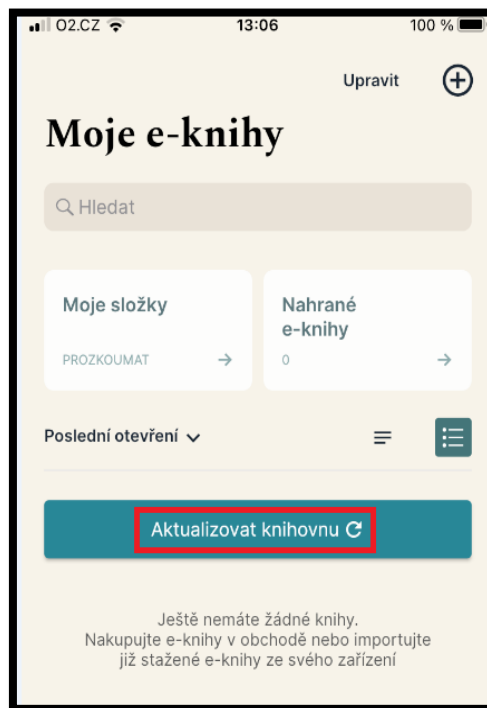 O2.CZ 13:06 100 %
Upravit
Moje e-knihy
Hledat
Moje složky
PROZKOUMAT
Nahrané
e-knihy
0
Poslední otevření
Aktualizovat knihovnu
Ještě nemáte žádné knihy.
Nakupujte e-knihy v obchodě nebo importujte
již stažené e-knihy ze svého zařízení